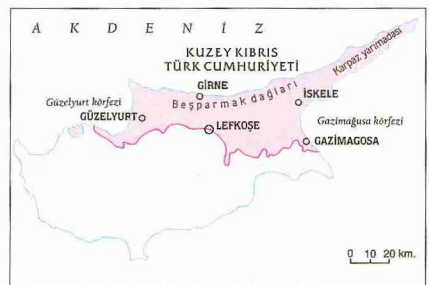 A K D E N İ Z
KUZEY KIBRIS
TÜRK CUMHURİYETİ
Karpaz yarımadası
GİRNE
Beşparmak dağları
İSKELE
Güzelyurt körfezi
GÜZELYURT
LEFKOŞE
Gazimağusa körfezi
GAZİMAGOSA
0 10 20 km.